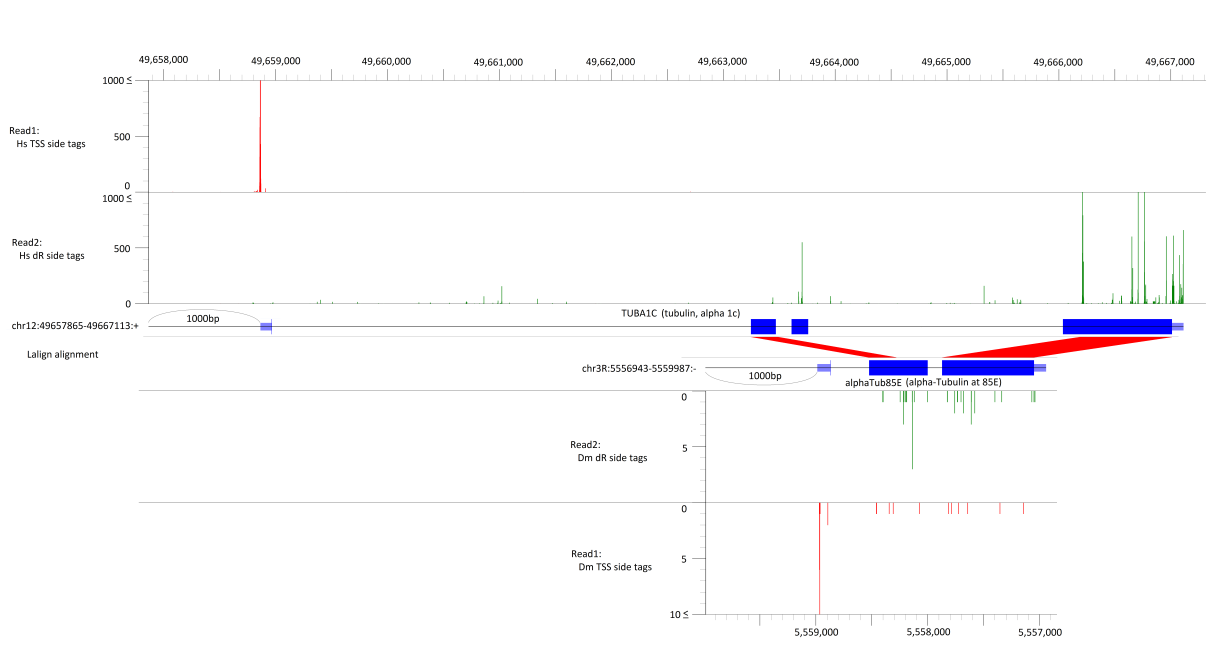 49,658,000 49,659,000 49,660,000 49,661,000 49,662,000 49,663,000 49,664,000 49,665,000 49,666,000 49,667,000
1000 ≤
Read1:
Hs TSS side tags
500
0
1000 ≤
Read2:
Hs dR side tags
500
0
1000bp
TUBA1C (tubulin, alpha 1c)
chr12:49657865-49667113:+
Lalign alignment
chr3R:5556943-5559987:-
1000bp
alphaTub85E (alpha-Tubulin at 85E)
0
Read2:
5
Dm dR side tags
0
Read1:
5
Dm TSS side tags
10 ≤
5,559,000 5,558,000 5,557,000